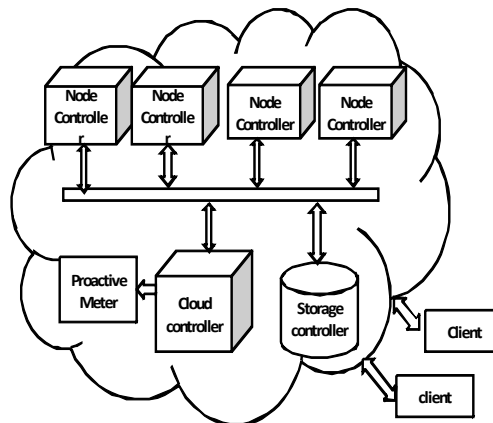 Node
Controlle
r
Node
Controlle
r
Node
Controller
Node
Controller
Proactive
Meter
Cloud
controller
Storage
controller
Client
client